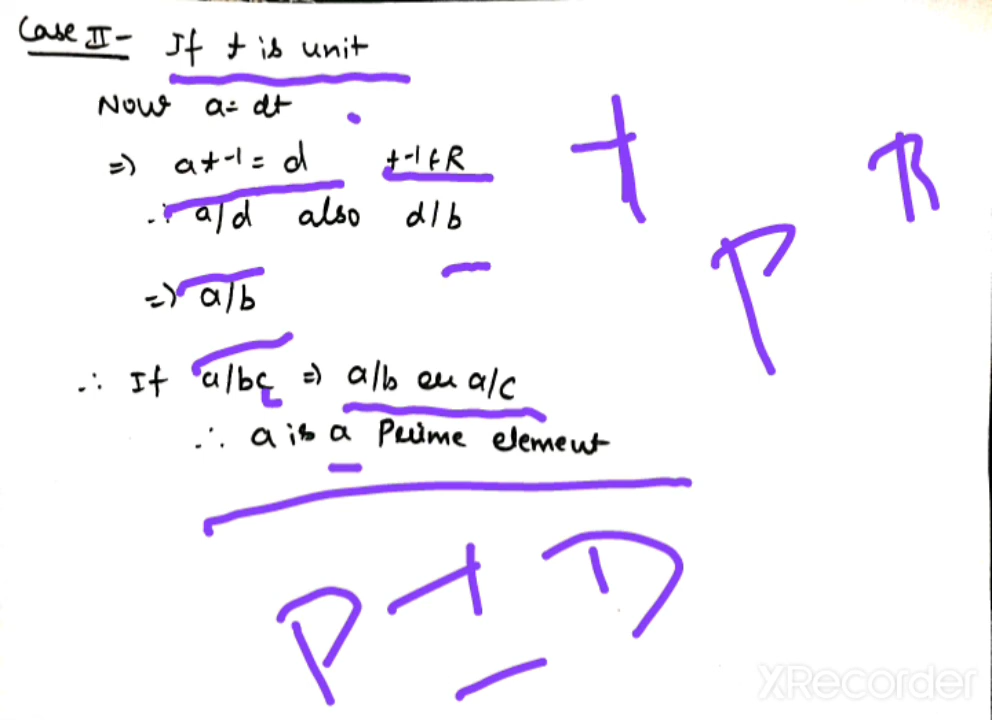 Case II- If t is unit
Now a= dt
=) at-1 = d t-1 ∈ R
∴ a/d also d/b
=) a/b
∴ If a/bc =) a/b or a/c
∴ a is a Prime element
t
R
P
P I D
XRecorder